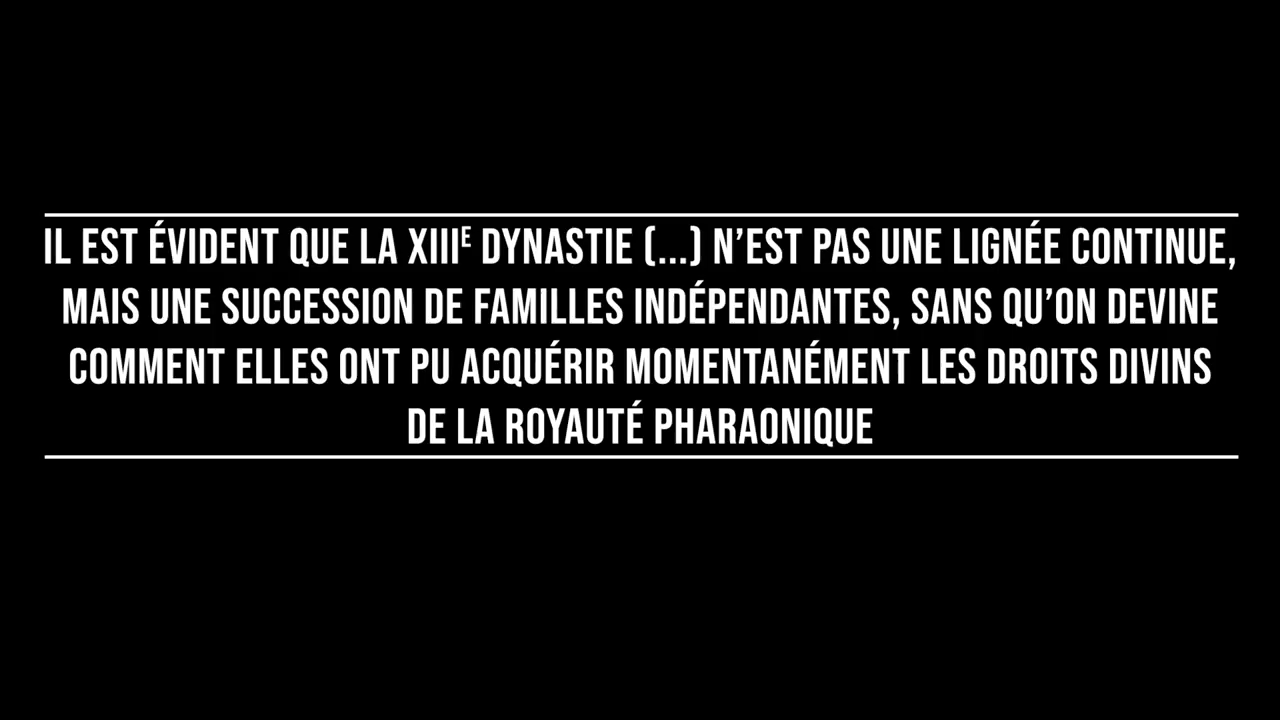 IL EST ÉVIDENT QUE LA XIIIᴱ DYNASTIE (...) N’EST PAS UNE LIGNÉE CONTINUE,
MAIS UNE SUCCESSION DE FAMILLES INDÉPENDANTES, SANS QU’ON DEVINE
COMMENT ELLES ONT PU ACQUÉRIR MOMENTANÉMENT LES DROITS DIVINS
DE LA ROYAUTÉ PHARAONIQUE